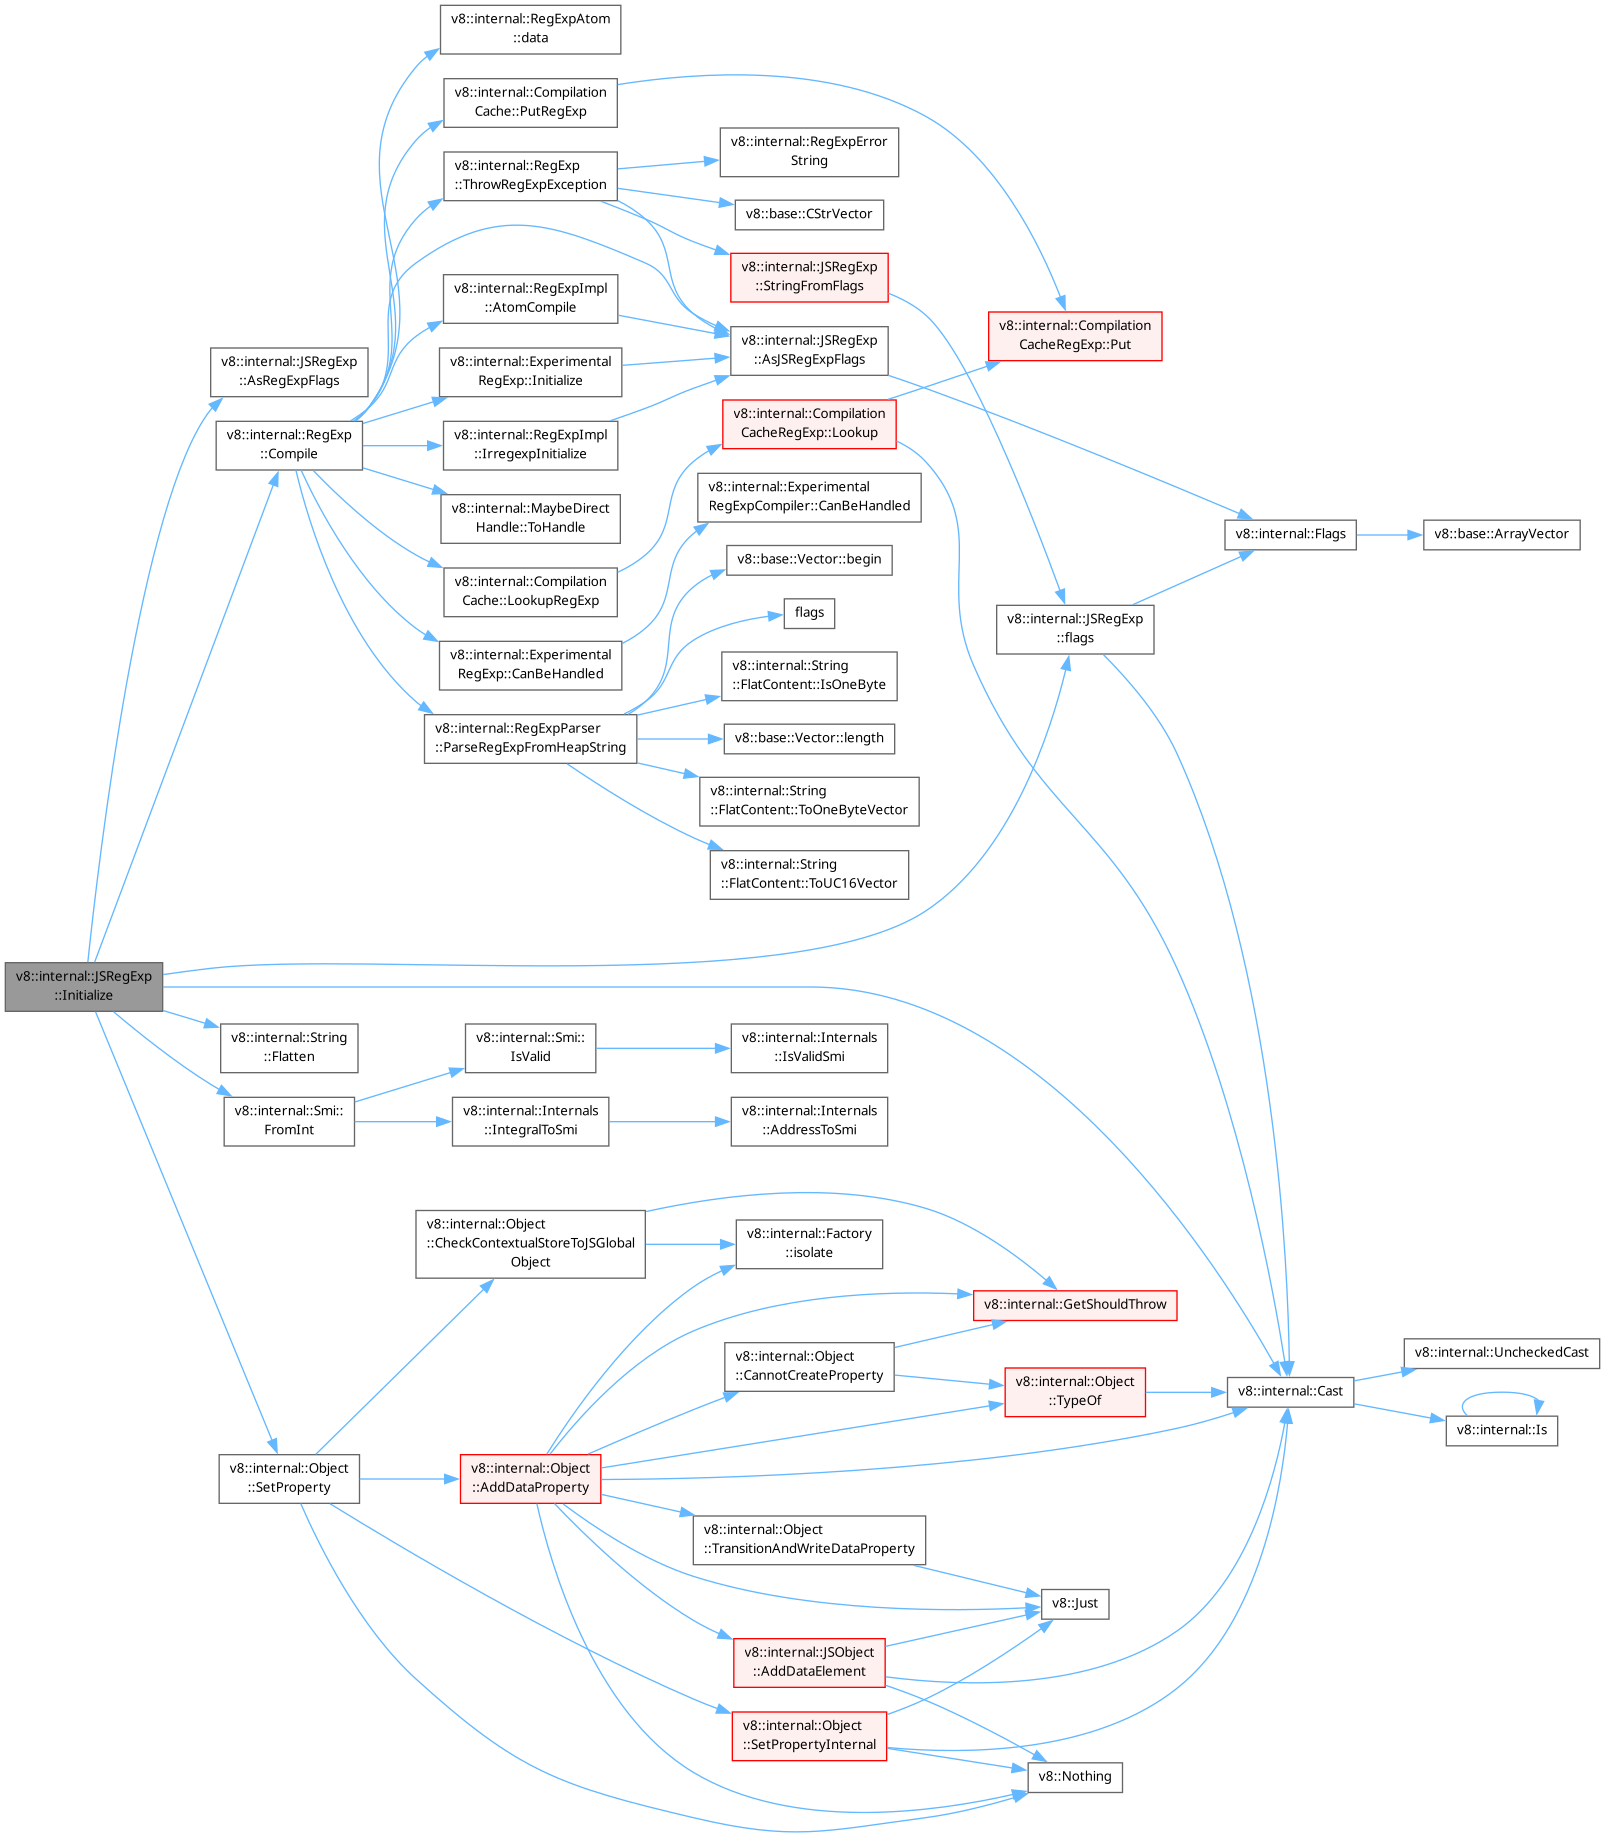 v8::internal::RegExpAtom
::data
v8::internal::Compilation
Cache::PutRegExp
v8::internal::RegExpError
String
v8::internal::RegExp
::ThrowRegExpException
v8::base::CStrVector
v8::internal::JSRegExp
::StringFromFlags
v8::internal::RegExpImpl
::AtomCompile
v8::internal::Compilation
CacheRegExp::Put
v8::internal::JSRegExp
::AsJSRegExpFlags
v8::internal::JSRegExp
::AsRegExpFlags
v8::internal::Experimental
RegExp::Initialize
v8::internal::Compilation
CacheRegExp::Lookup
v8::internal::RegExp
::Compile
v8::internal::RegExpImpl
::IrregexpInitialize
v8::internal::Experimental
RegExpCompiler::CanBeHandled
v8::internal::MaybeDirect
Handle::ToHandle
v8::internal::Flags
v8::base::ArrayVector
v8::base::Vector::begin
v8::internal::Compilation
Cache::LookupRegExp
flags
v8::internal::JSRegExp
::flags
v8::internal::Experimental
RegExp::CanBeHandled
v8::internal::String
::FlatContent::IsOneByte
v8::internal::RegExpParser
::ParseRegExpFromHeapString
v8::base::Vector::length
v8::internal::String
::FlatContent::ToOneByteVector
v8::internal::String
::FlatContent::ToUC16Vector
v8::internal::JSRegExp
::Initialize
v8::internal::String
::Flatten
v8::internal::Smi::
IsValid
v8::internal::Internals
::IsValidSmi
v8::internal::Smi::
FromInt
v8::internal::Internals
::IntegralToSmi
v8::internal::Internals
::AddressToSmi
v8::internal::Object
::CheckContextualStoreToJSGlobal
Object
v8::internal::Factory
::isolate
v8::internal::GetShouldThrow
v8::internal::Object
::CannotCreateProperty
v8::internal::Object
::TypeOf
v8::internal::Cast
v8::internal::UncheckedCast
v8::internal::Is
v8::internal::Object
::SetProperty
v8::internal::Object
::AddDataProperty
v8::internal::Object
::TransitionAndWriteDataProperty
v8::Just
v8::internal::JSObject
::AddDataElement
v8::internal::Object
::SetPropertyInternal
v8::Nothing